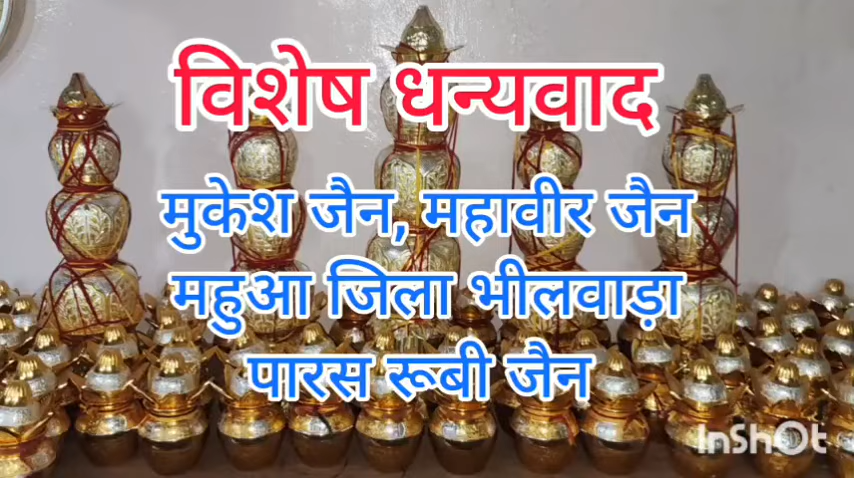 विशेष धन्यवाद
मुकेश जैन, महावीर जैन
महुआ जिला भीलवाड़ा
पारस रूबी जैन
InShOt